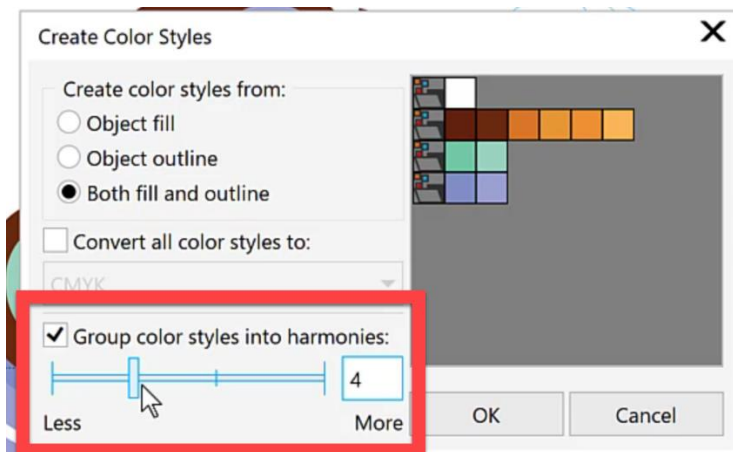 Create Color Styles
Create color styles from:
Object fill
Object outline
Both fill and outline
Convert all color styles to:
CMYK
Group color styles into harmonies:
4
Less
More
OK
Cancel